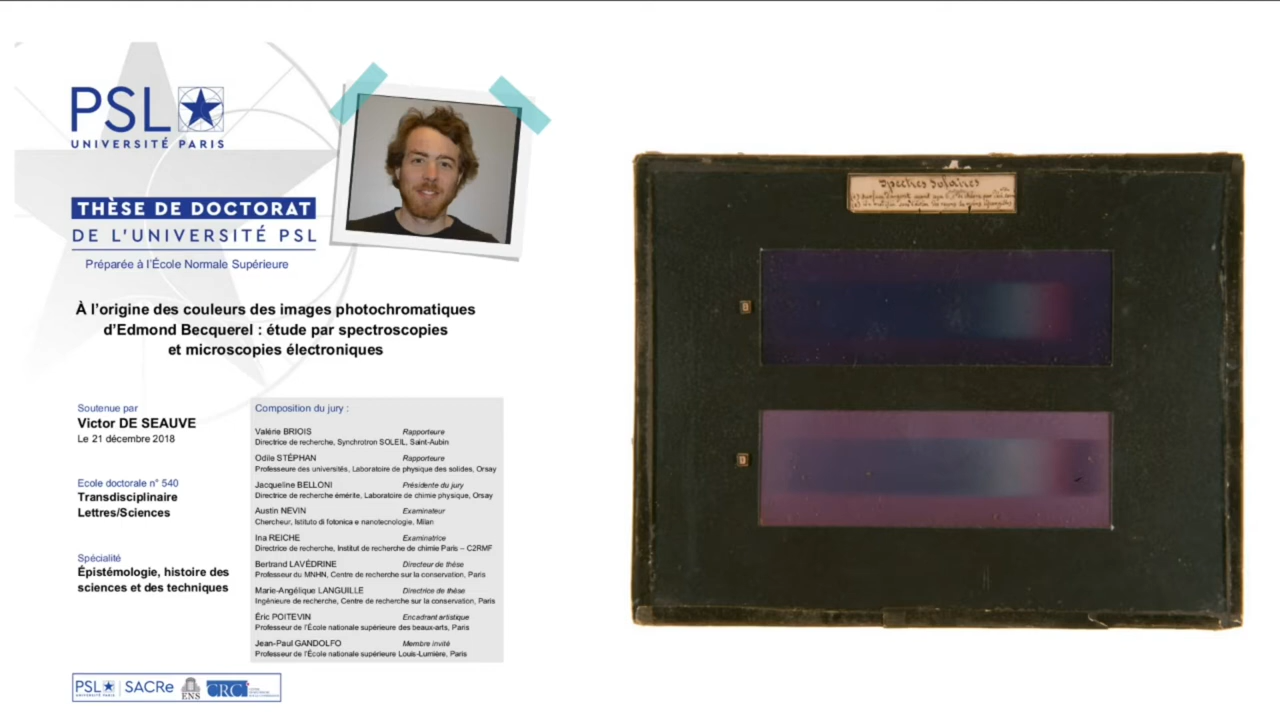 PSL
UNIVERSITÉ PARIS
THÈSE DE DOCTORAT
DE L'UNIVERSITÉ PSL
Préparée à l'École Normale Supérieure
À l'origine des couleurs des images photochromatiques
d'Edmond Becquerel : étude par spectroscopies
et microscopies électroniques
Soutenue par
Victor DE SEAUVE
Le 21 décembre 2018
Ecole doctorale n° 540
Transdisciplinaire
Lettres/Sciences
Spécialité
Épistémologie, histoire des
sciences et des techniques
Composition du jury :
Valérie BRIOIS Rapporteure
Directrice de recherche, Synchrotron SOLEIL, Saint-Aubin
Odile STÉPHAN Rapporteure
Professeure des universités, Laboratoire de physique des solides, Orsay
Jacqueline BELLONI Présidente du jury
Directrice de recherche émérite, Laboratoire de chimie physique, Orsay
Austin NEVIN Examinateur
Chercheur, Istituto di fotonica e nanotecnologie, Milan
Ina REICHE Examinatrice
Directrice de recherche, Institut de recherche de chimie Paris – C2RMF
Bertrand LAVÉDRINE Directeur de thèse
Professeur du MNHN, Centre de recherche sur la conservation, Paris
Marie-Angélique LANGUILLE Directrice de thèse
Ingénieure de recherche, Centre de recherche sur la conservation, Paris
Éric POITEVIN Encadrant artistique
Professeur de l'École nationale supérieure des beaux-arts, Paris
Jean-Paul GANDOLFO Membre invité
Professeur de l'École nationale supérieure Louis-Lumière, Paris
PSL SACRe ENS CRC
UNIVERSITÉ PARIS
Spectres Solaires